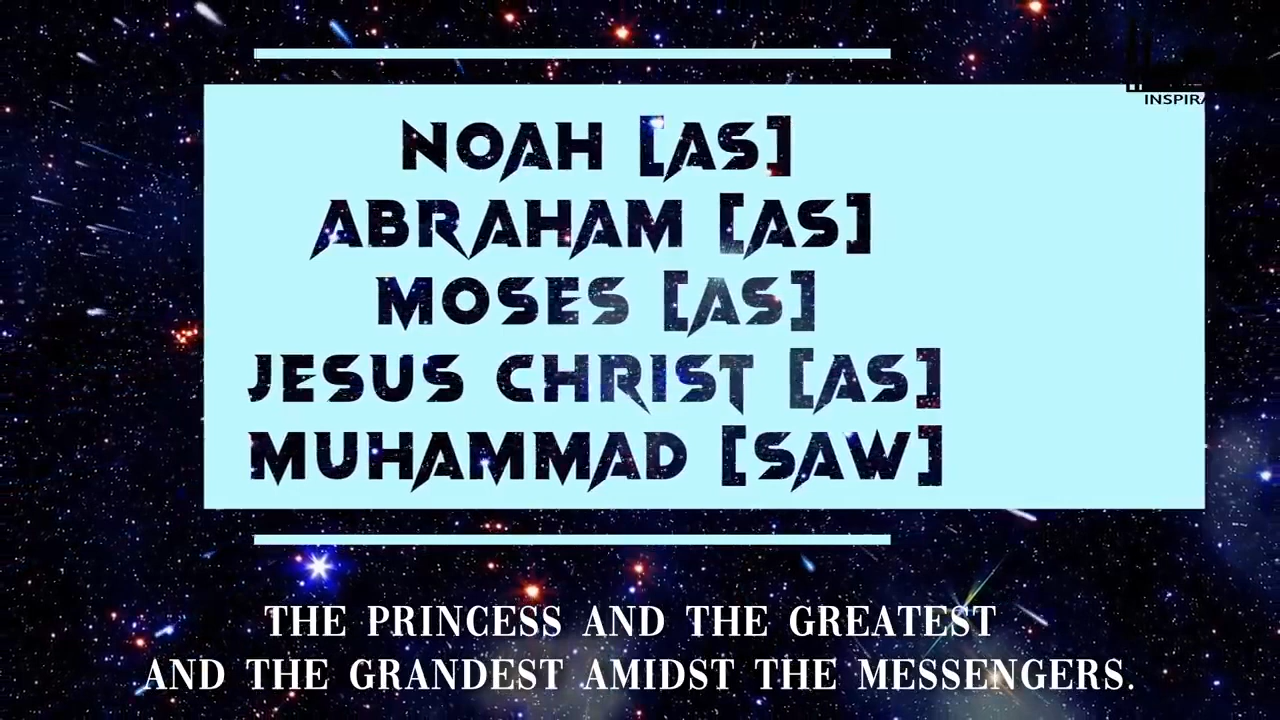 NOAH [AS]
ABRAHAM [AS]
MOSES [AS]
JESUS CHRIST [AS]
MUHAMMAD [SAW]
THE PRINCESS AND THE GREATEST
AND THE GRANDEST AMIDST THE MESSENGERS.